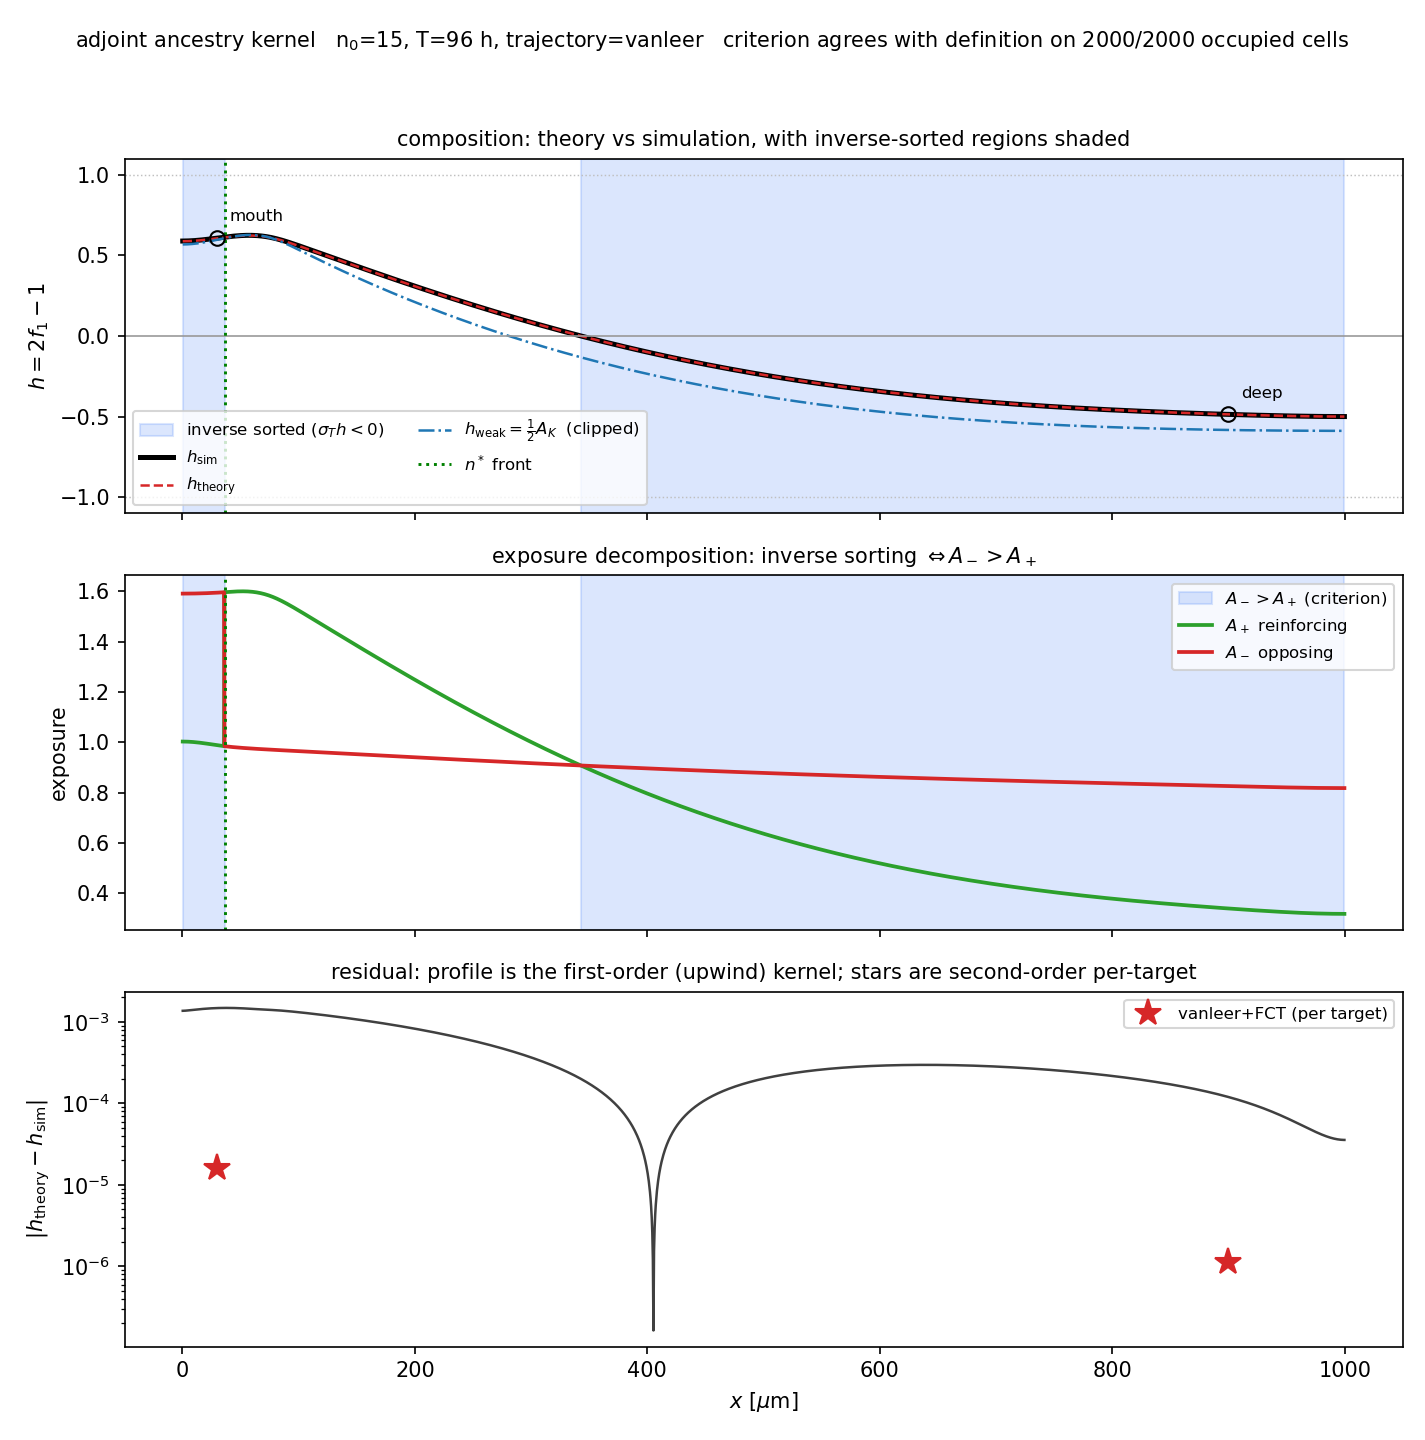 adjoint ancestry kernel   n₀=15, T=96 h, trajectory=vanleer   criterion agrees with definition on 2000/2000 occupied cells
composition: theory vs simulation, with inverse-sorted regions shaded
1.0
0.5
0.0
−0.5
−1.0
h = 2f₁ − 1
mouth
deep
inverse sorted (σ_T h < 0)
h_sim
h_theory
h_weak = ½A_K (clipped)
n* front
exposure decomposition: inverse sorting ⇔ A₋ > A₊
1.6
1.4
1.2
1.0
0.8
0.6
0.4
exposure
A₋ > A₊ (criterion)
A₊ reinforcing
A₋ opposing
residual: profile is the first-order (upwind) kernel; stars are second-order per-target
10⁻³
10⁻⁴
10⁻⁵
10⁻⁶
|h_theory − h_sim|
vanleer+FCT (per target)
0
200
400
600
800
1000
x [μm]